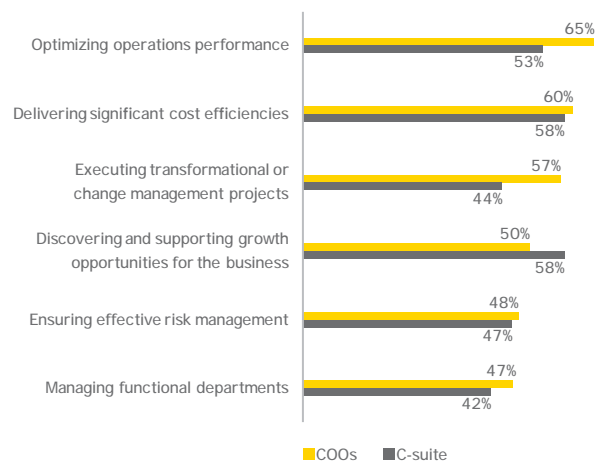 65%
Optimizing operations performance
53%
60%
Delivering significant cost efficiencies
58%
57%
Executing transformational or
change management projects
44%
50%
Discovering and supporting growth
opportunities for the business
58%
48%
Ensuring effective risk management
47%
47%
Managing functional departments
42%
COOs C-suite